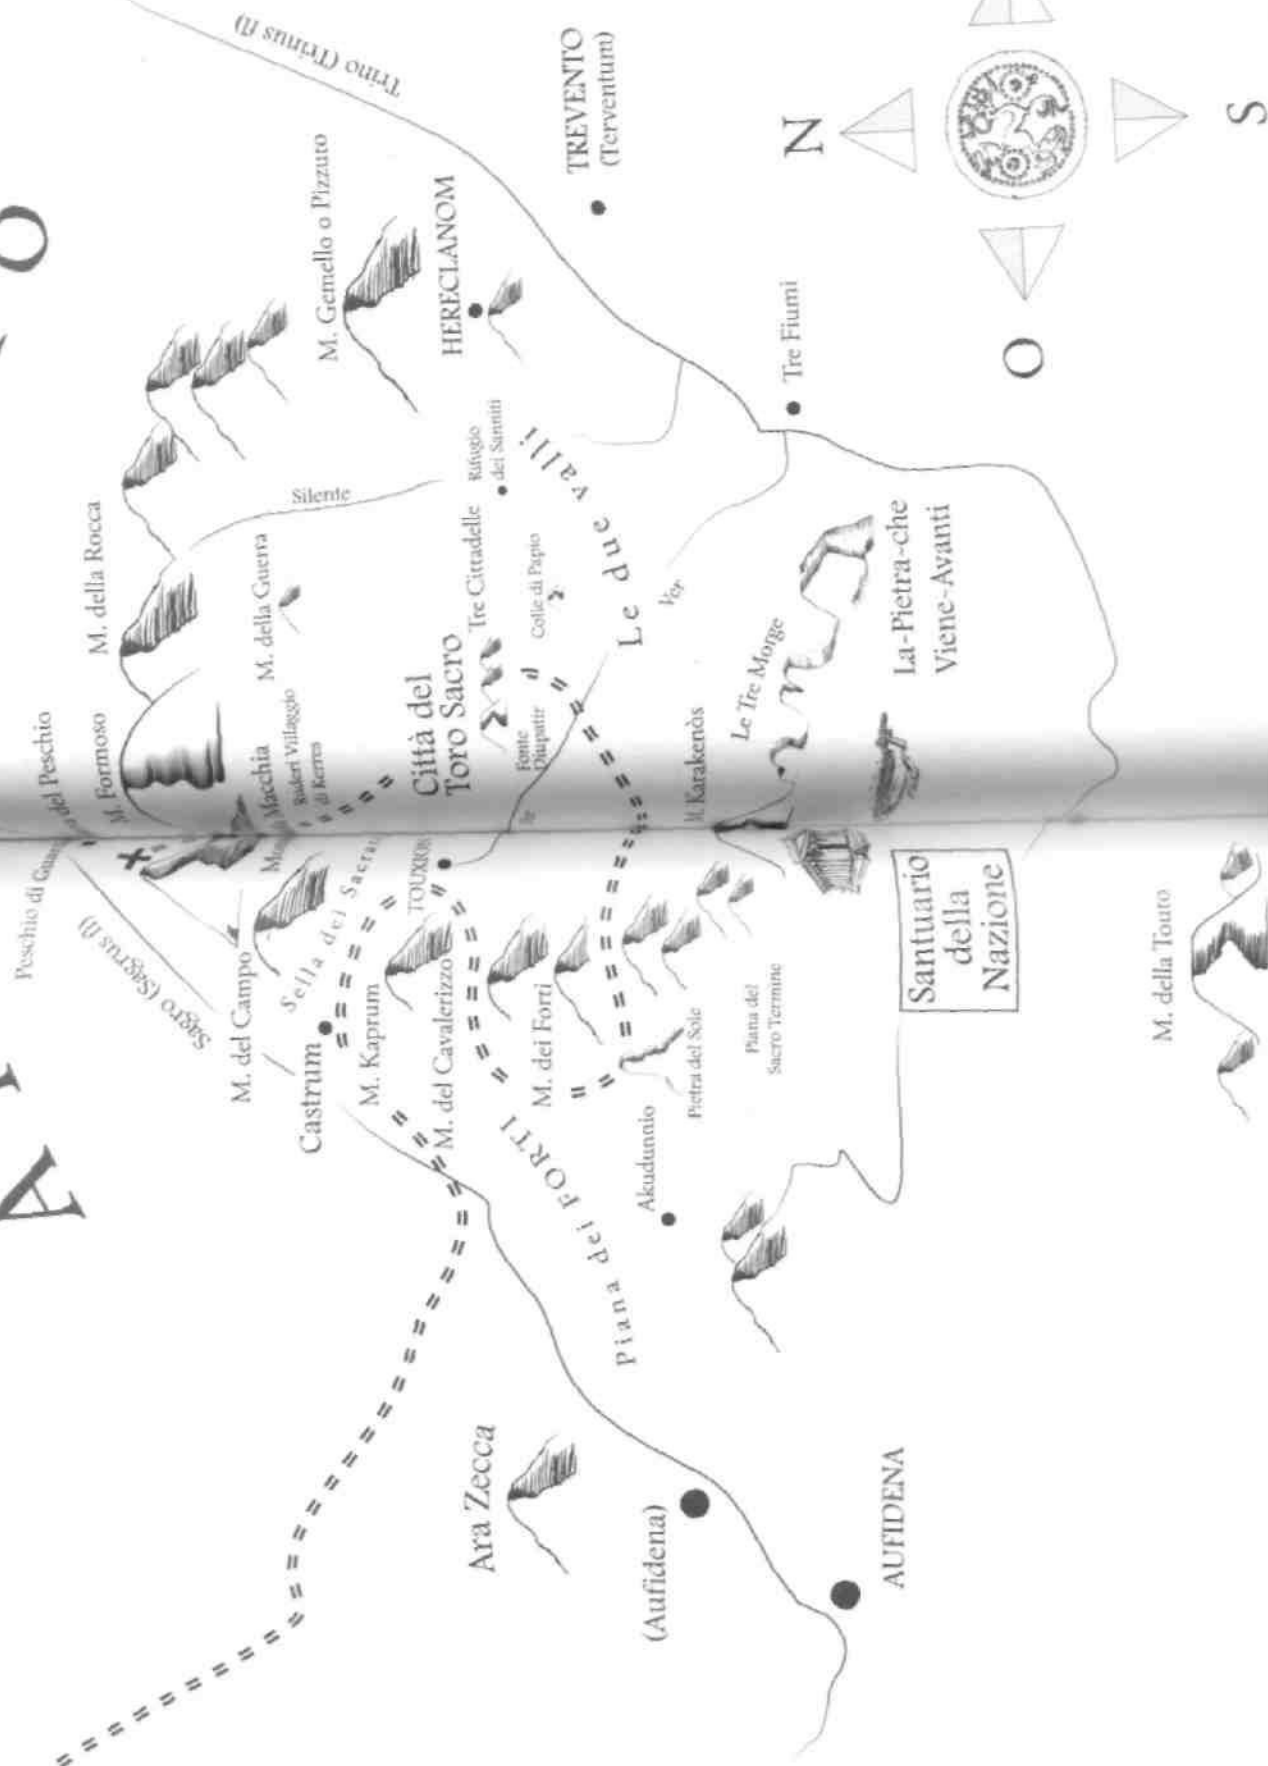 A
O
Peschio di
del Peschio
Sagro (Sagrus fl)
M. Formoso
M. della Rocca
Trino (Trinus fl)
M. del Campo
Macchia
Ruderi Villaggio
di Kerres
M. della Guerra
Silente
M. Gemello o Pizzuto
Castrum
Sella dei
M. Kaprum
TOUXION
Città del
Toro Sacro
HERECLANOM
M. del Cavalerizzo
Tre Cittadelle
Rifugio
dei Sanniti
Ara Zecca
M. dei Forti
Fonte
Diupatir
Colle di Papio
TREVENTO
(Terventum)
Piana dei FORTI
Le due valli
Akudunnio
(Aufidena)
Pietra del Sole
M. Karakenòs
Ver
Piana del
Sacro Termine
Le Tre Morge
Tre Fiumi
N
AUFIDENA
Santuario
della
Nazione
La-Pietra-che
Viene-Avanti
O
M. della Touto
S